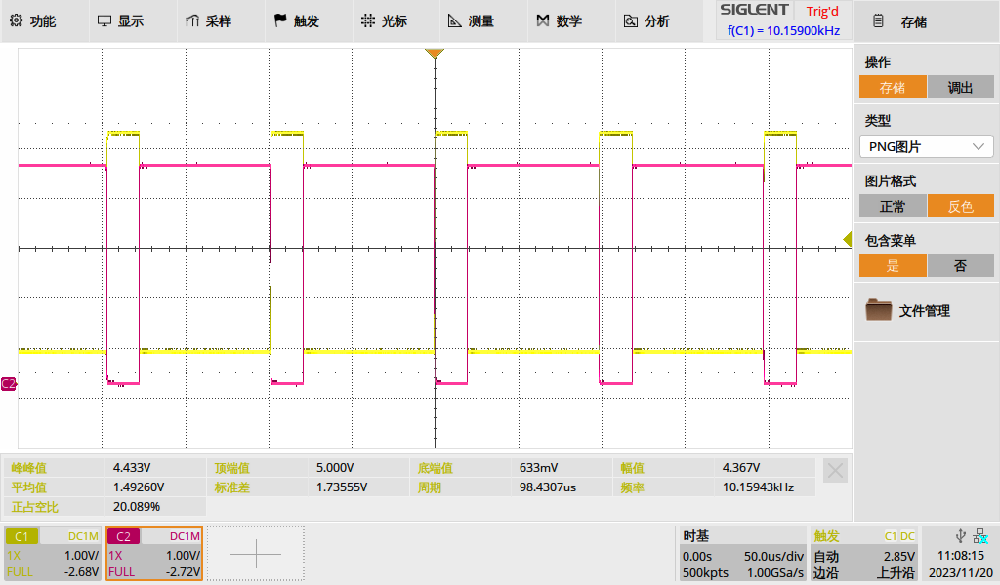 功能 显示 采样 触发 光标 测量 数学 分析
SIGLENT Trig'd
f(C1) = 10.15900kHz
存储
操作
存储 调出
类型
PNG图片
图片格式
正常 反色
包含菜单
是 否
文件管理
C2
峰峰值 4.433V 顶端值 5.000V 底端值 633mV 幅值 4.367V
平均值 1.49260V 标准差 1.73555V 周期 98.4307us 频率 10.15943kHz
正占空比 20.089%
C1 DC1M
1X 1.00V/
FULL -2.68V
C2 DC1M
1X 1.00V/
FULL -2.72V
时基
0.00s 50.0us/div
500kpts 1.00GSa/s
触发 C1 DC
自动 2.85V
边沿 上升沿
11:08:15
2023/11/20